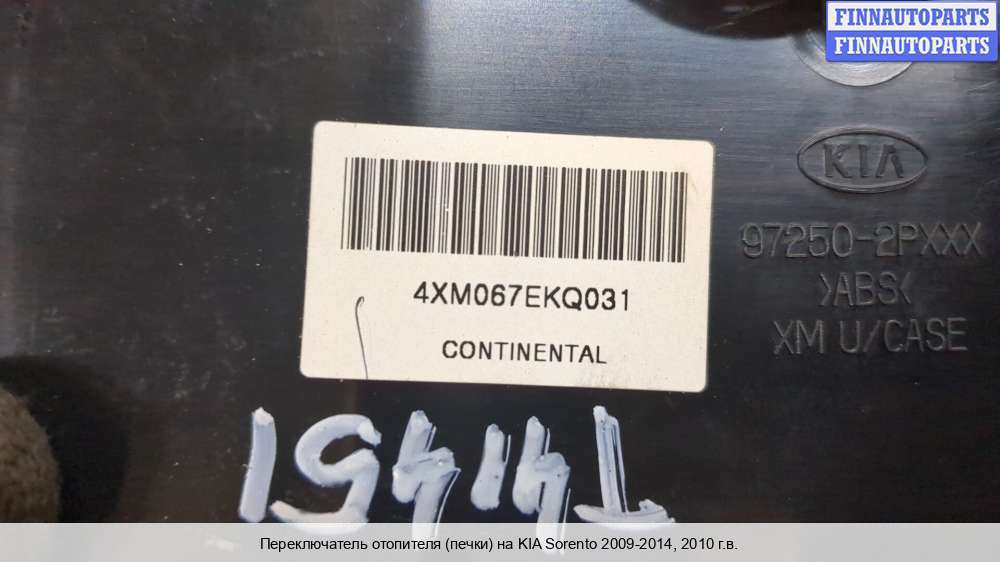 FINNAUTOPARTS
FINNAUTOPARTS
KIA
97250-2PXXX
>ABS<
XM U/CASE
4XM067EKQ031
CONTINENTAL
Переключатель отопителя (печки) на KIA Sorento 2009-2014, 2010 г.в.